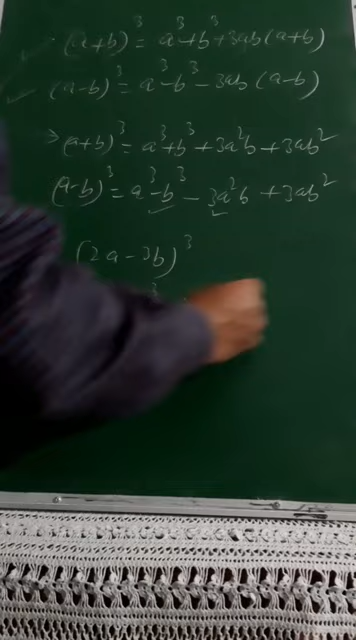 (a+b)³ = a³+b³+3ab(a+b)
(a-b)³ = a³-b³-3ab(a-b)
(a+b)³ = a³+b³+3a²b+3ab²
(a-b)³ = a³-b³-3a²b+3ab²
(2a-3b)³